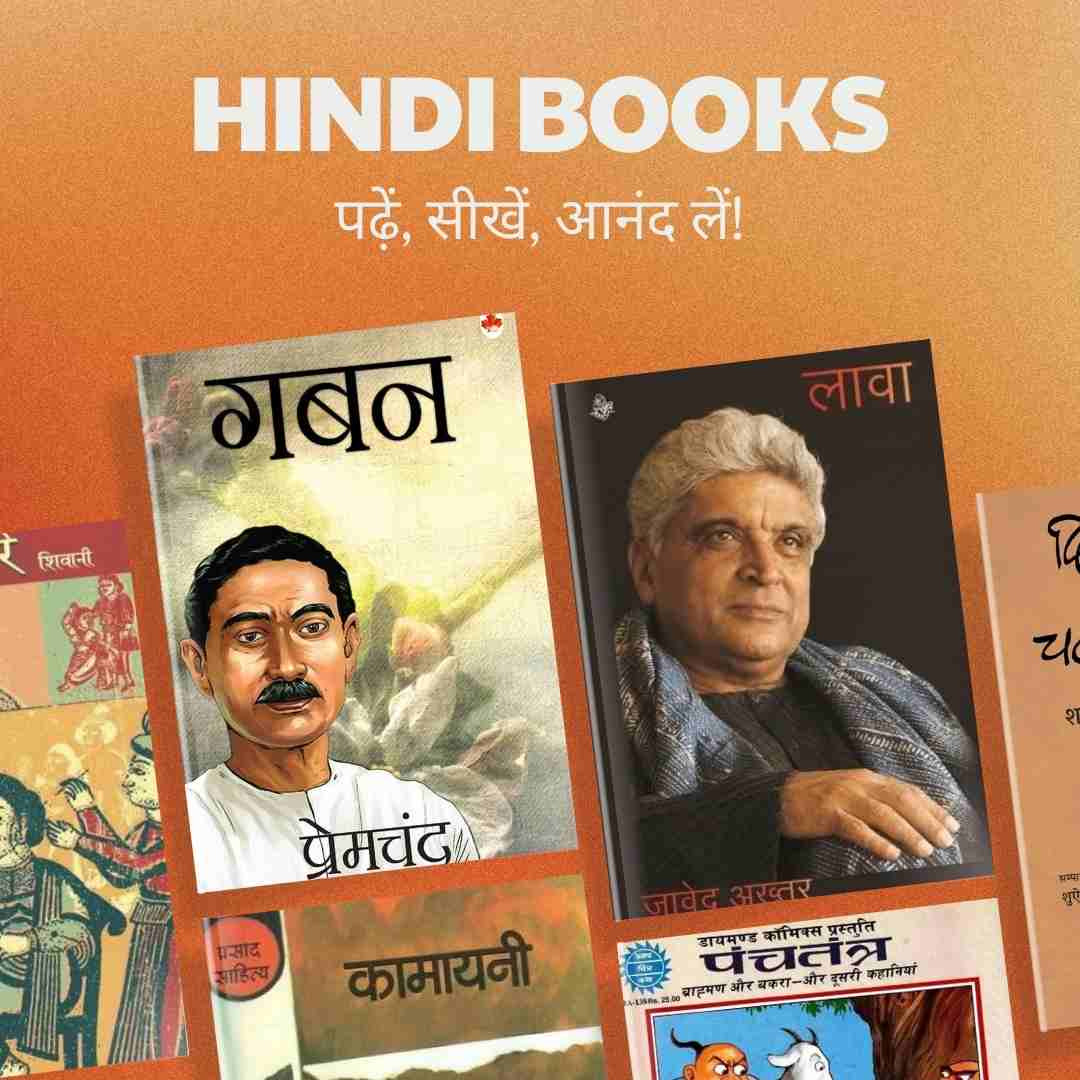 HINDI BOOKS
पढ़ें, सीखें, आनंद लें!
गबन
प्रेमचंद
लावा
जावेद अख्तर
शिवानी
प्रसाद
साहित्य
कामायनी
डायमण्ड कॉमिक्स प्रस्तुति
पंचतंत्र
ब्राह्मण और बकरा–और दूसरी कहानियां